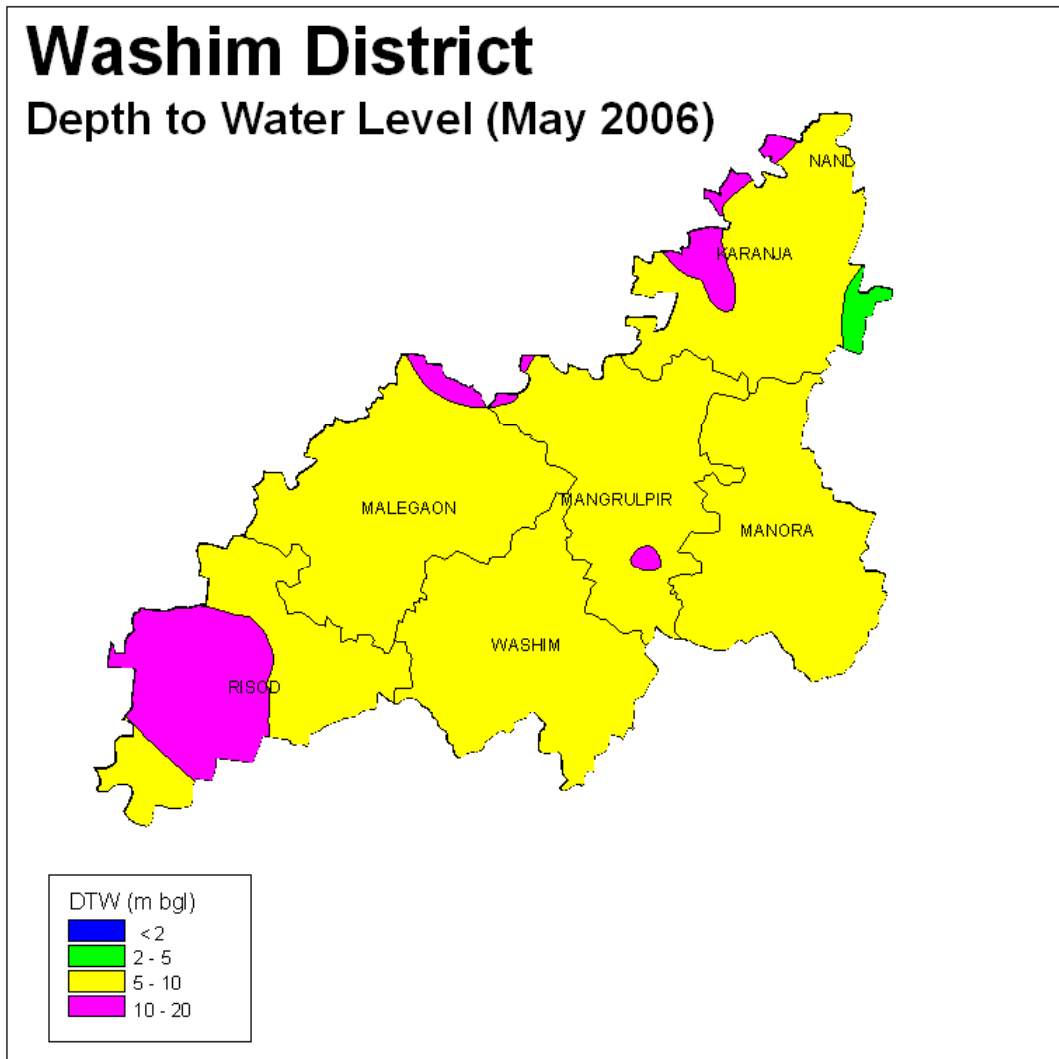 Washim District
Depth to Water Level (May 2006)
NAND
KARANJA
MALEGAON
MANGRULPIR
MANORA
WASHIM
RISOD
DTW (m bgl)
< 2
2 - 5
5 - 10
10 - 20